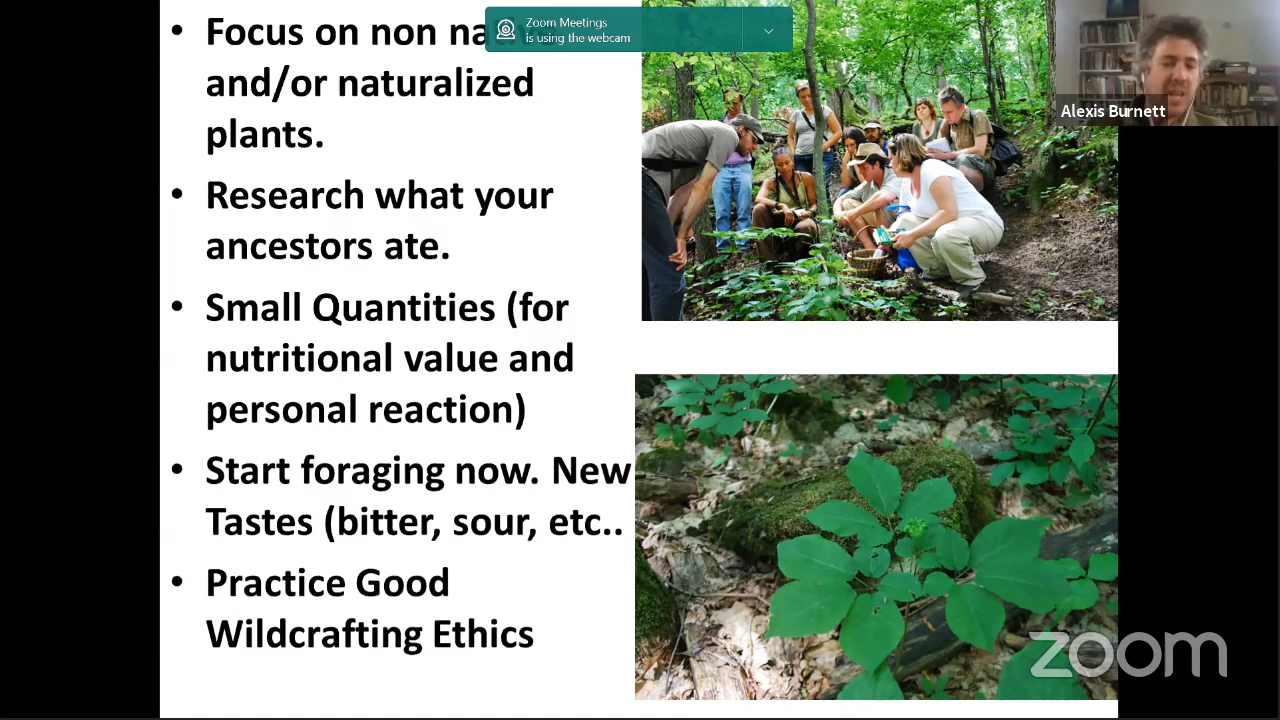 • Focus on non na
and/or naturalized
plants.
• Research what your
ancestors ate.
• Small Quantities (for
nutritional value and
personal reaction)
• Start foraging now. New
Tastes (bitter, sour, etc..
• Practice Good
Wildcrafting Ethics
Zoom Meetings
is using the webcam
Alexis Burnett
zoom